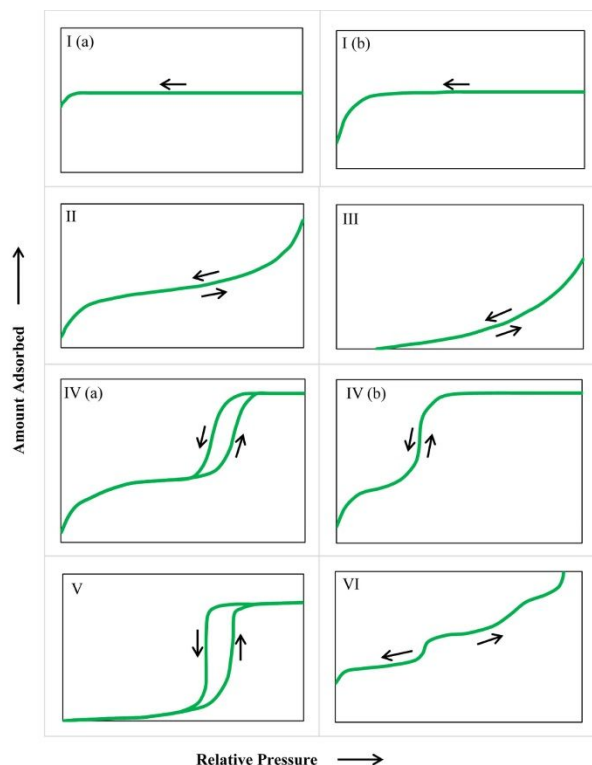 I (a)
I (b)
II
III
IV (a)
IV (b)
V
VI
Amount Adsorbed
Relative Pressure